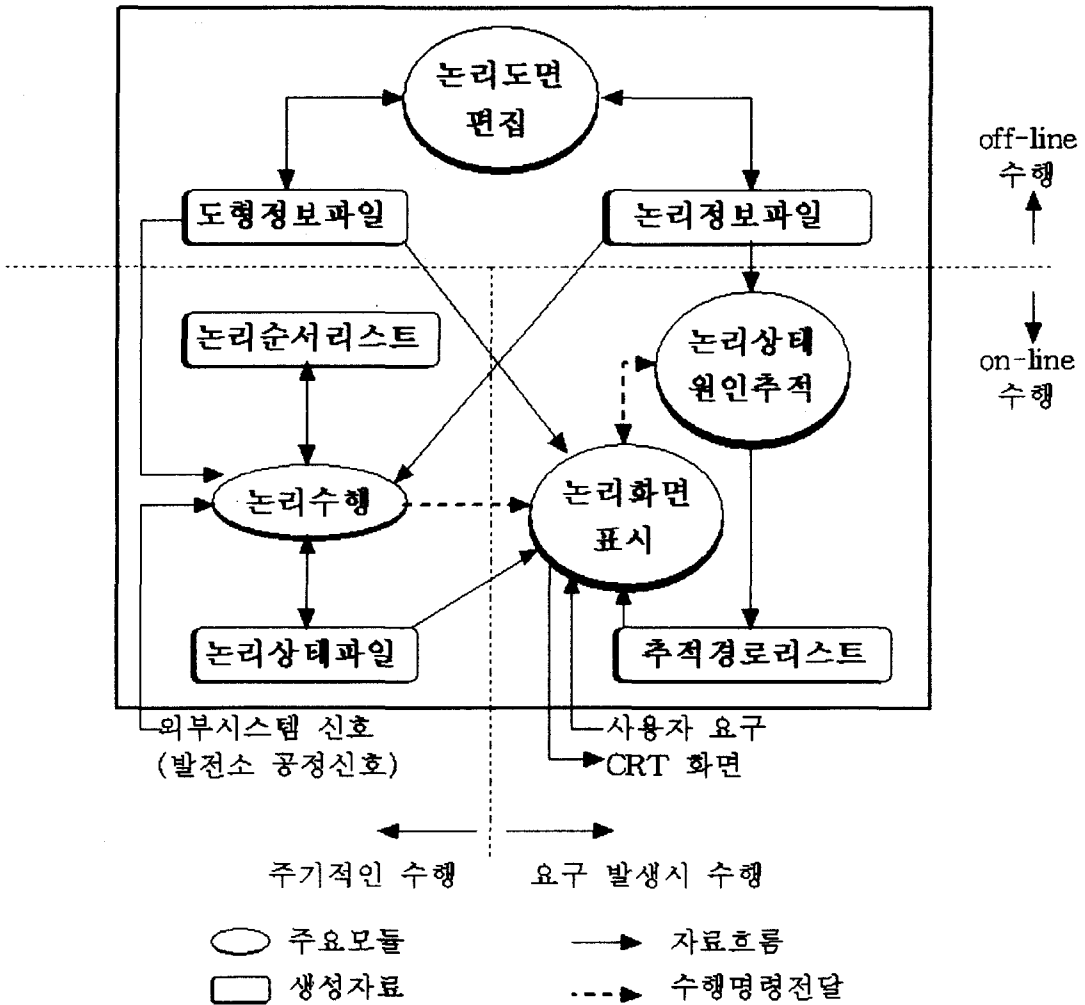 논리도면
편집
off-line
수행
도형정보파일
논리정보파일
논리순서리스트
논리상태
원인추적
on-line
수행
논리수행
논리화면
표시
논리상태파일
추적경로리스트
외부시스템 신호
(발전소 공정신호)
사용자 요구
CRT 화면
주기적인 수행
요구 발생시 수행
주요모듈
자료흐름
생성자료
수행명령전달